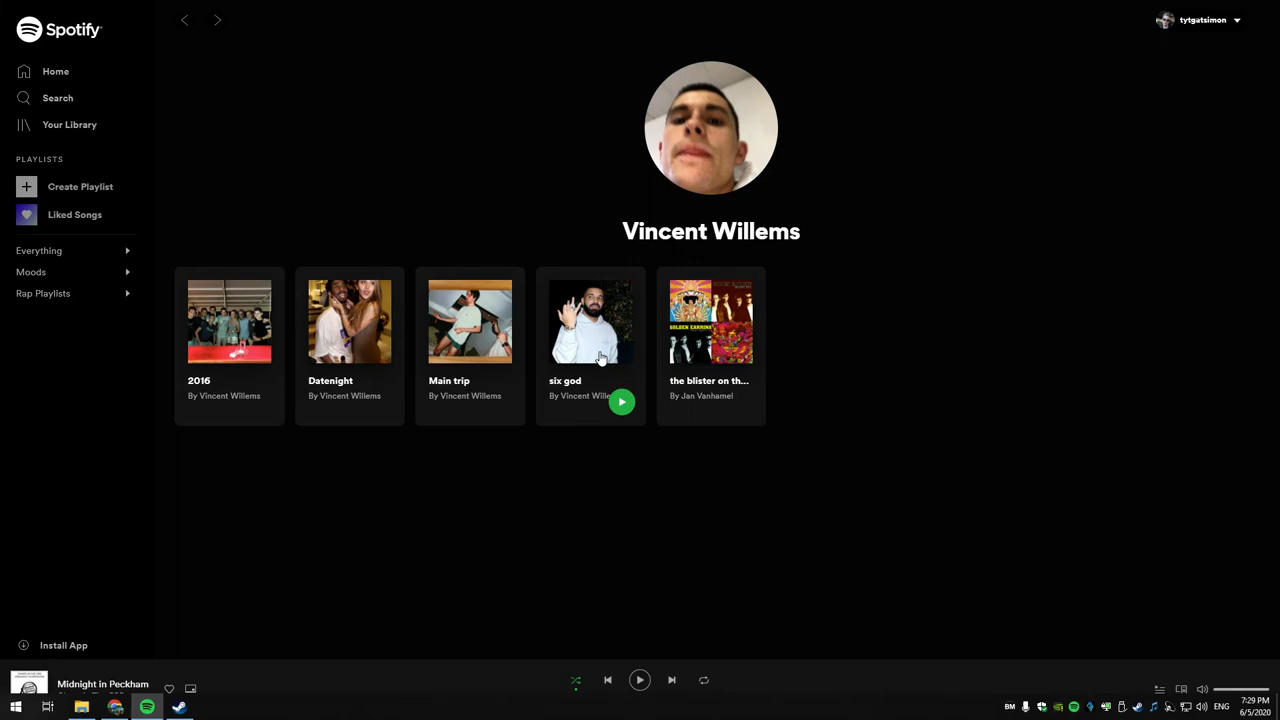 Spotify
tytgatsimon
Home
Search
Your Library
PLAYLISTS
Create Playlist
Liked Songs
Everything
Moods
Rap Playlists
Vincent Willems
2016
By Vincent Willems
Datenight
By Vincent Willems
Main trip
By Vincent Willems
six god
By Vincent Wille
GOLDEN EARRING
the blister on th...
By Jan Vanhamel
Install App
Midnight in Peckham
BM
ENG
7:29 PM
6/5/2020